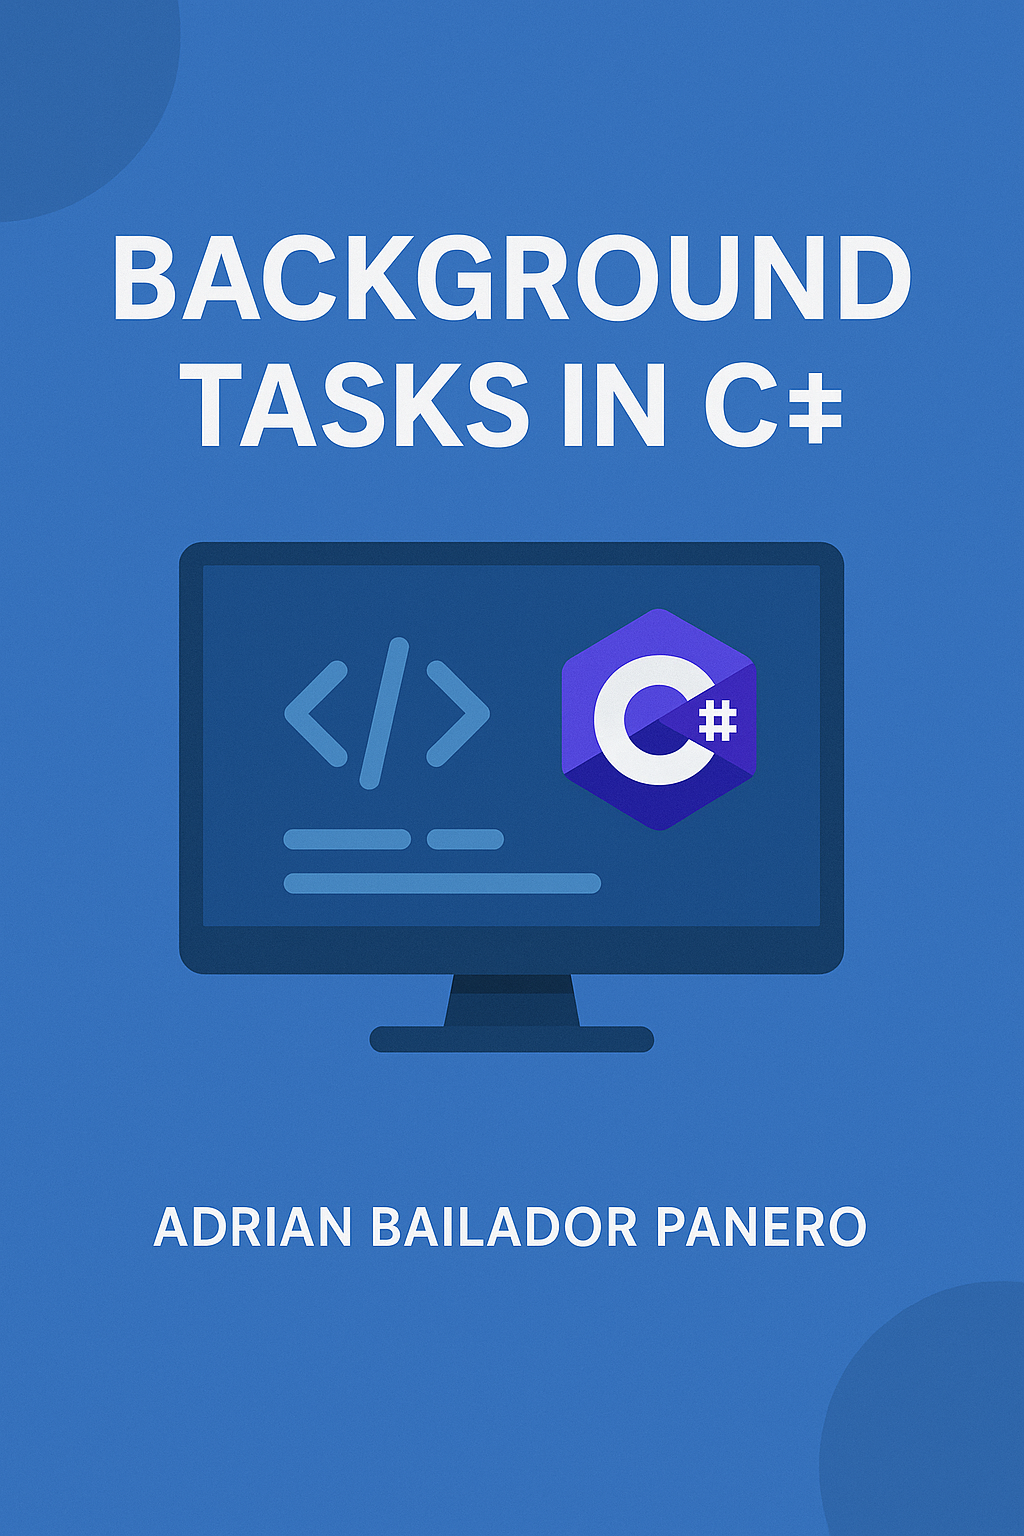 BACKGROUND
TASKS IN C‡
</>
C#
ADRIAN BAILADOR PANERO